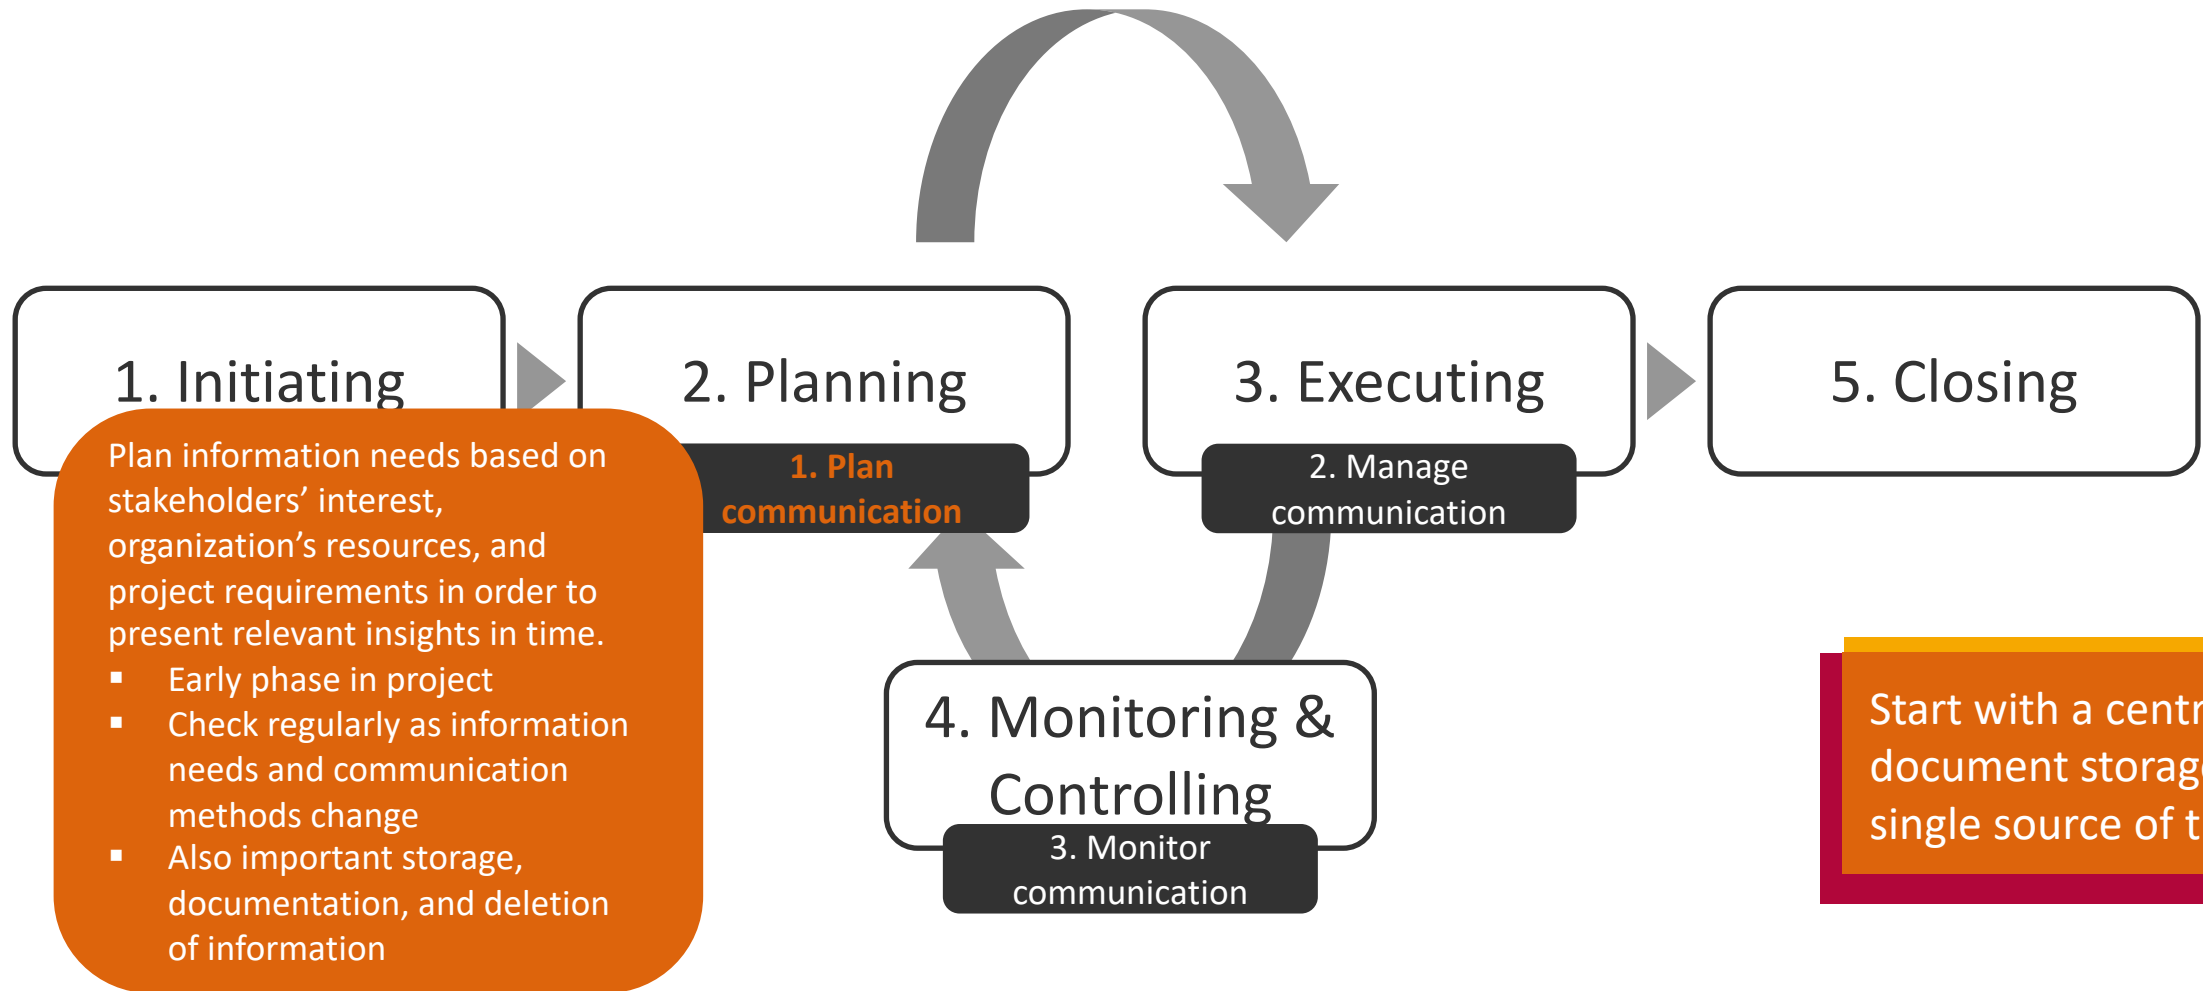 1. Initiating
2. Planning
3. Executing
5. Closing
1. Plan
communication
2. Manage
communication
Plan information needs based on
stakeholders’ interest,
organization’s resources, and
project requirements in order to
present relevant insights in time.
▪ Early phase in project
▪ Check regularly as information
needs and communication
methods change
▪ Also important storage,
documentation, and deletion
of information
4. Monitoring &
Controlling
3. Monitor
communication
Start with a
document
single source of